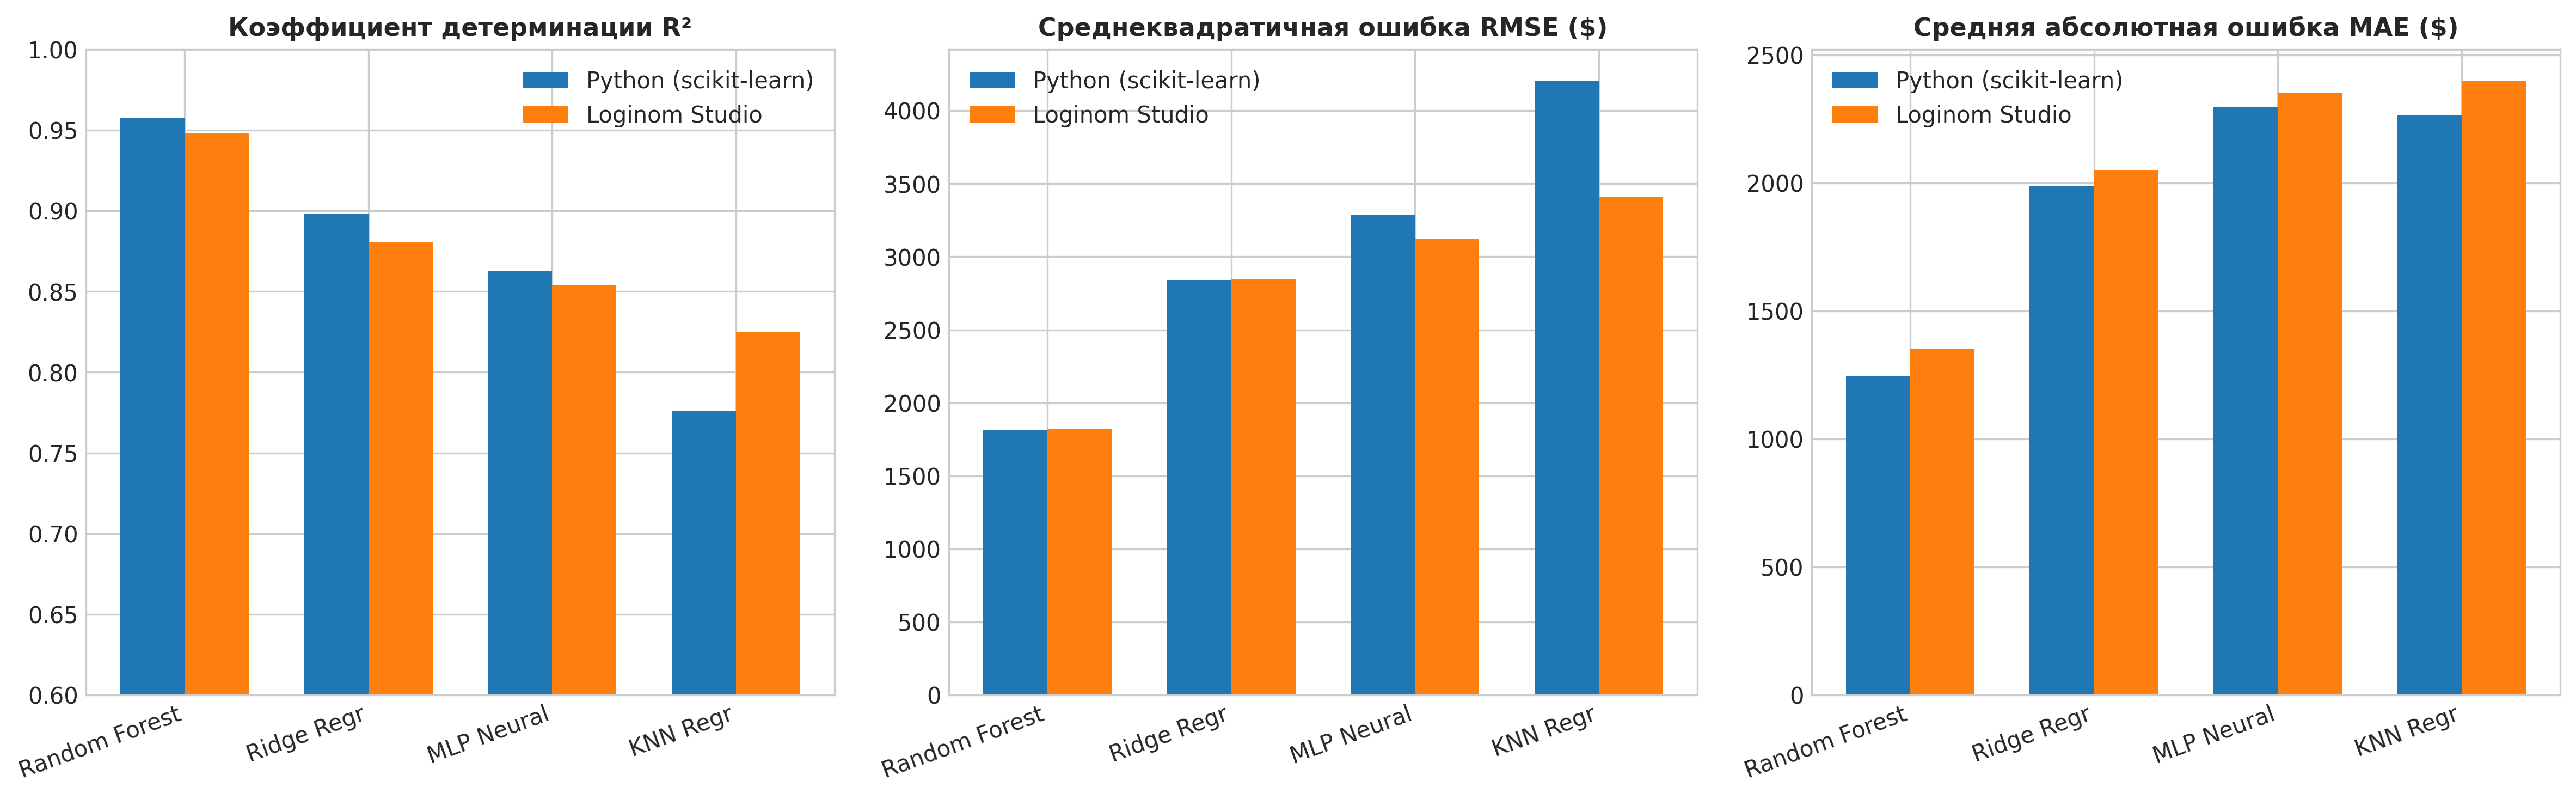 Коэффициент детерминации R²
1.00
0.95
0.90
0.85
0.80
0.75
0.70
0.65
0.60
Python (scikit-learn)
Loginom Studio
Random Forest
Ridge Regr
MLP Neural
KNN Regr
Среднеквадратичная ошибка RMSE ($)
4000
3500
3000
2500
2000
1500
1000
500
0
Python (scikit-learn)
Loginom Studio
Random Forest
Ridge Regr
MLP Neural
KNN Regr
Средняя абсолютная ошибка MAE ($)
2500
2000
1500
1000
500
0
Python (scikit-learn)
Loginom Studio
Random Forest
Ridge Regr
MLP Neural
KNN Regr